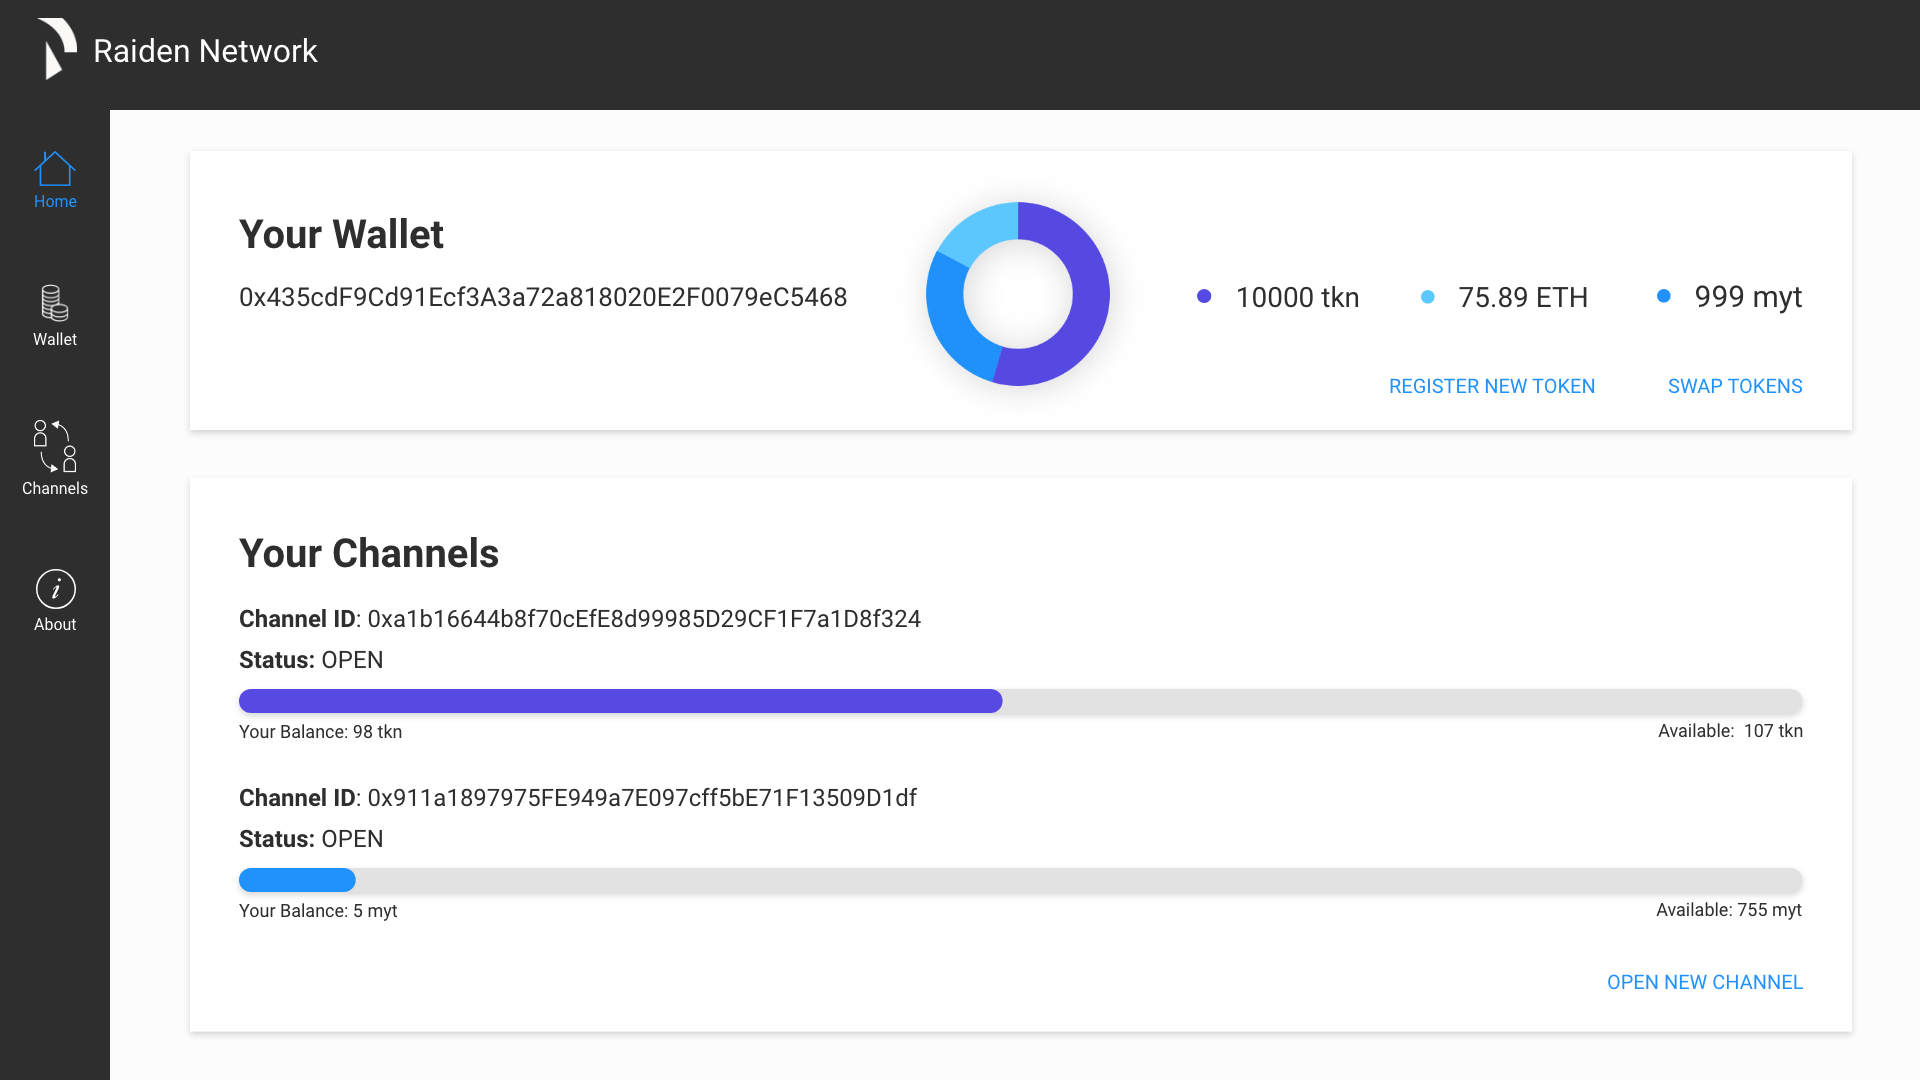 Raiden Network
Home
Wallet
Channels
About
Your Wallet
0x435cdF9Cd91Ecf3A3a72a818020E2F0079eC5468
10000 tkn
75.89 ETH
999 myt
REGISTER NEW TOKEN
SWAP TOKENS
Your Channels
Channel ID: 0xa1b16644b8f70cEfE8d99985D29CF1F7a1D8f324
Status: OPEN
Your Balance: 98 tkn
Available: 107 tkn
Channel ID: 0x911a1897975FE949a7E097cff5bE71F13509D1df
Status: OPEN
Your Balance: 5 myt
Available: 755 myt
OPEN NEW CHANNEL